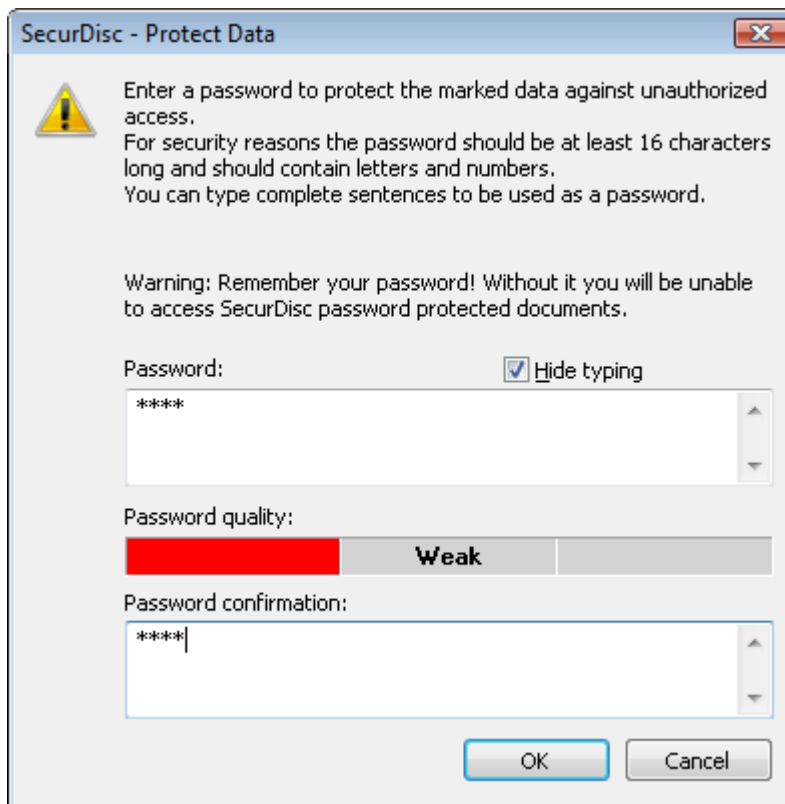 SecurDisc - Protect Data
Enter a password to protect the marked data against unauthorized
access.
For security reasons the password should be at least 16 characters
long and should contain letters and numbers.
You can type complete sentences to be used as a password.
Warning: Remember your password! Without it you will be unable
to access SecurDisc password protected documents.
Password:
Hide typing
****
Password quality:
Weak
Password confirmation:
****
OK
Cancel